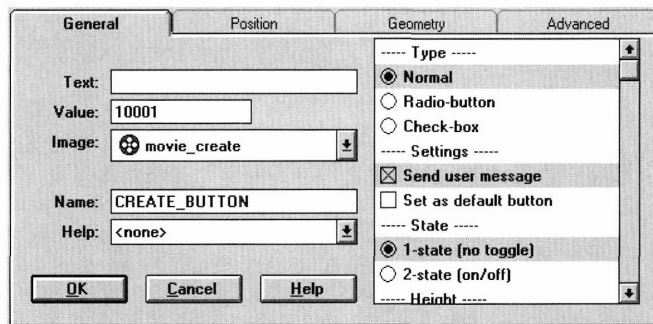 General Position Geometry Advanced
Text:
Value: 10001
Image: movie_create
Name: CREATE_BUTTON
Help: <none>
OK Cancel Help
----- Type -----
Normal
Radio-button
Check-box
----- Settings -----
Send user message
Set as default button
----- State -----
1-state (no toggle)
2-state (on/off)
----- Height -----